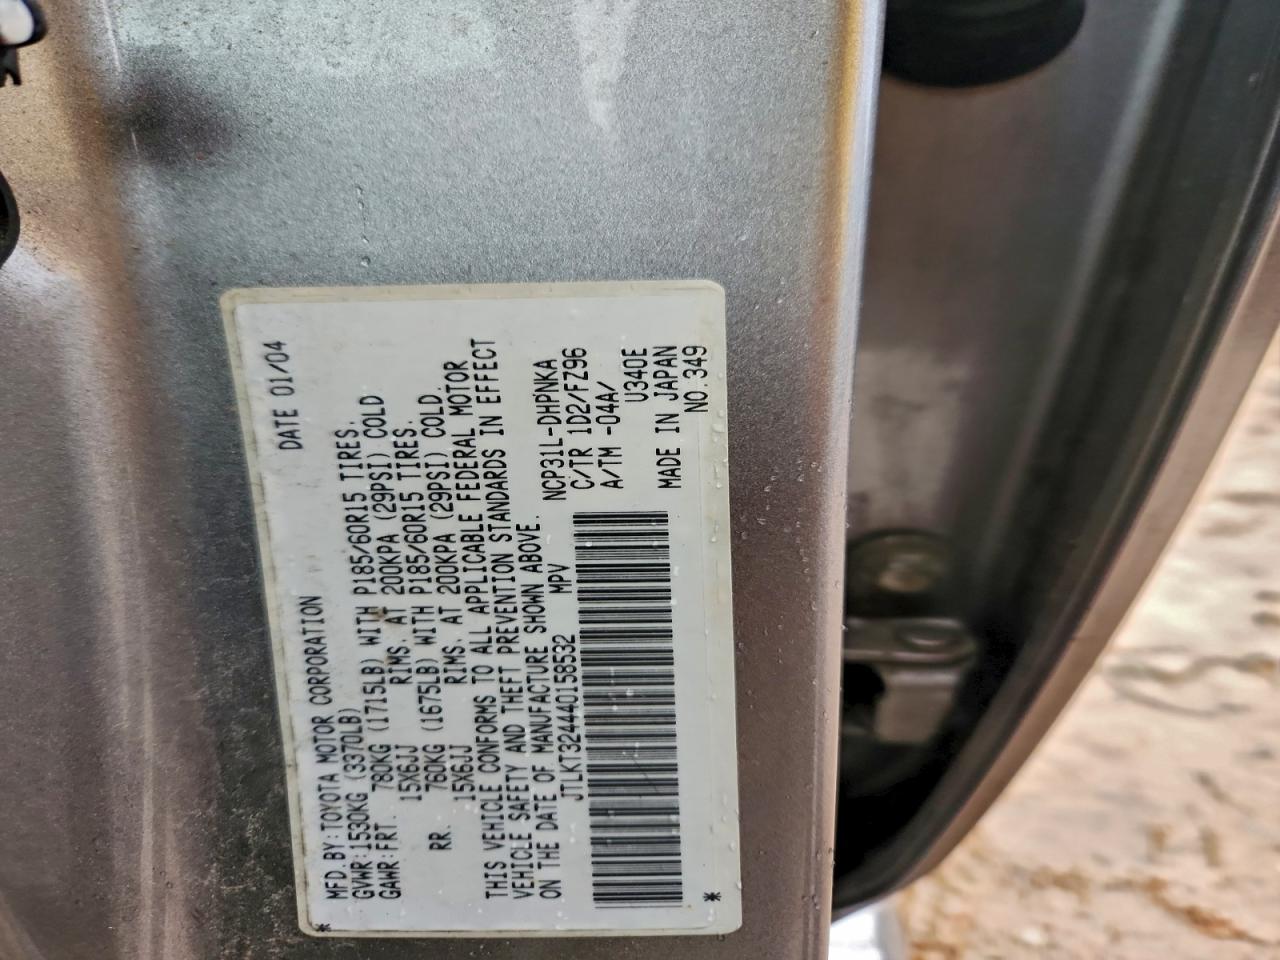 DATE 01/04
MFD.BY:TOYOTA MOTOR CORPORATION
GVWR:1530KG (3370LB)
GAWR:FRT. 780KG (1715LB) WITH P185/60R15 TIRES.
15X6JJ RIMS. AT 200KPA (29PSI) COLD
RR. 760KG (1675LB) WITH P185/60R15 TIRES.
15X6JJ RIMS. AT 200KPA (29PSI) COLD.
THIS VEHICLE CONFORMS TO ALL APPLICABLE FEDERAL MOTOR
VEHICLE SAFETY AND THEFT PREVENTION STANDARDS IN EFFECT
ON THE DATE OF MANUFACTURE SHOWN ABOVE.
JTLKT324440158532 MPV
NCP31L-DHPNKA
C/TR 1D2/FZ96
A/TM -04A/
U340E
MADE IN JAPAN
NO.349
* *